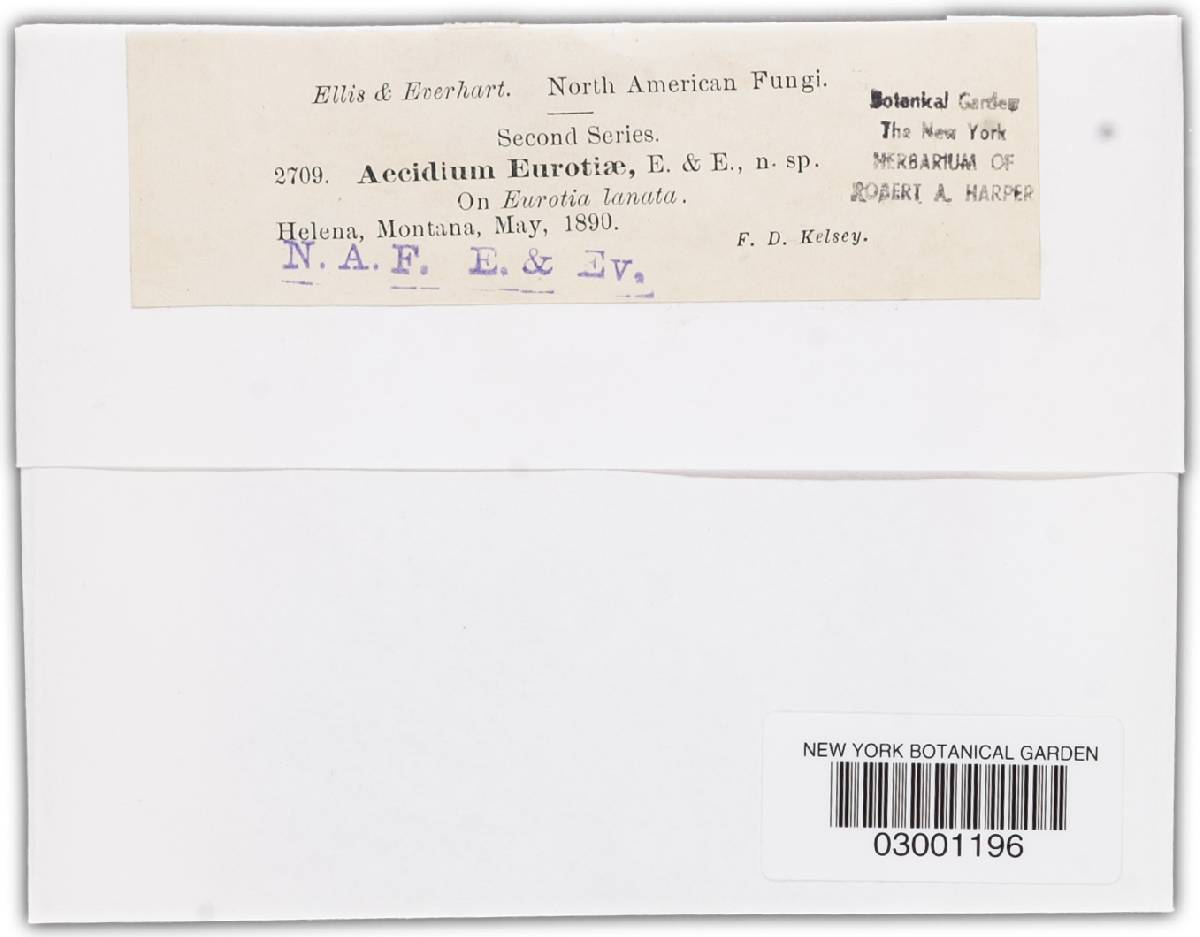 Ellis & Everhart. North American Fungi.
Second Series.
2709. Aecidium Eurotiæ, E. & E., n. sp.
On Eurotia lanata.
Helena, Montana, May, 1890.
F. D. Kelsey.
N. A. F. E. & Ev.
Botanical Garden
The New York
HERBARIUM OF
ROBERT A. HARPER
NEW YORK BOTANICAL GARDEN
03001196